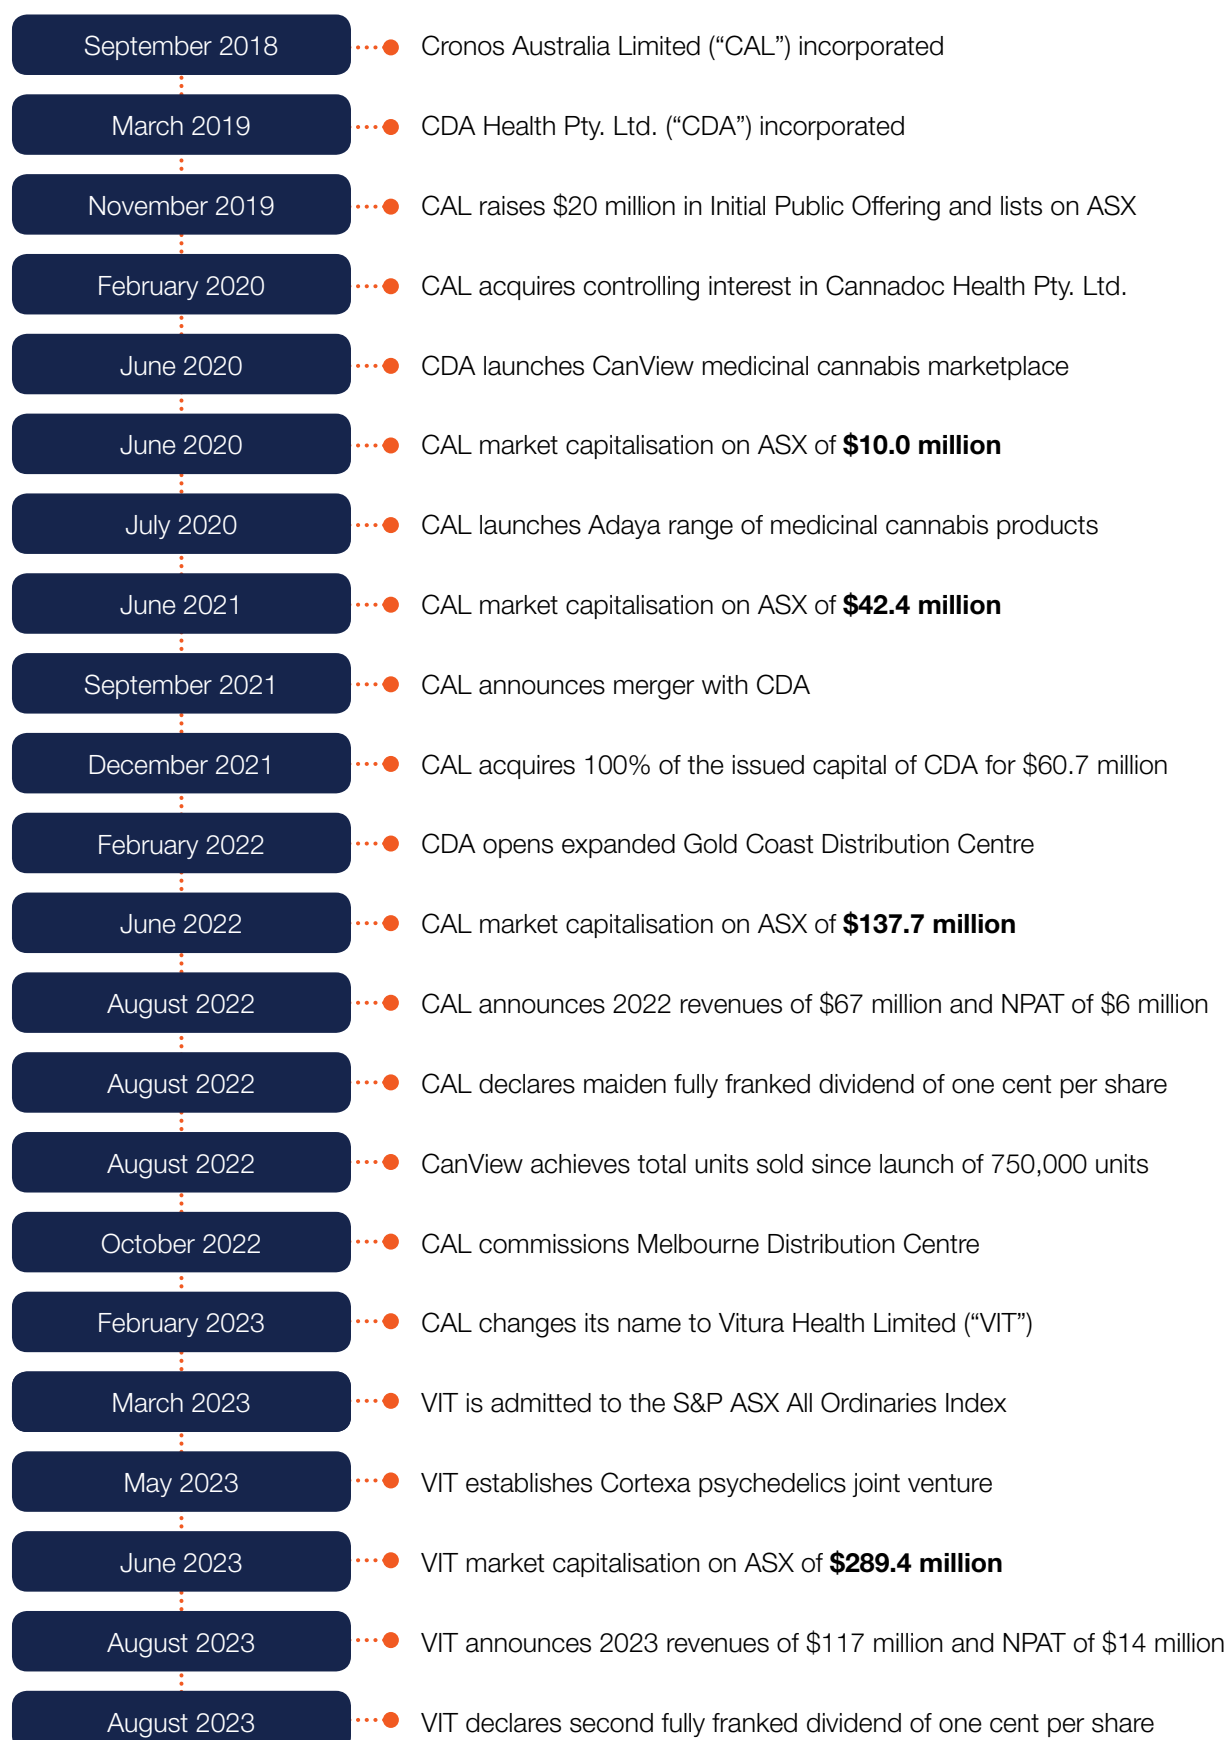 September 2018 Cronos Australia Limited (“CAL”) incorporated
March 2019 CDA Health Pty. Ltd. (“CDA”) incorporated
November 2019 CAL raises $20 million in Initial Public Offering and lists on ASX
February 2020 CAL acquires controlling interest in Cannadoc Health Pty. Ltd.
June 2020 CDA launches CanView medicinal cannabis marketplace
June 2020 CAL market capitalisation on ASX of $10.0 million
July 2020 CAL launches Adaya range of medicinal cannabis products
June 2021 CAL market capitalisation on ASX of $42.4 million
September 2021 CAL announces merger with CDA
December 2021 CAL acquires 100% of the issued capital of CDA for $60.7 million
February 2022 CDA opens expanded Gold Coast Distribution Centre
June 2022 CAL market capitalisation on ASX of $137.7 million
August 2022 CAL announces 2022 revenues of $67 million and NPAT of $6 million
August 2022 CAL declares maiden fully franked dividend of one cent per share
August 2022 CanView achieves total units sold since launch of 750,000 units
October 2022 CAL commissions Melbourne Distribution Centre
February 2023 CAL changes its name to Vitura Health Limited (“VIT”)
March 2023 VIT is admitted to the S&P ASX All Ordinaries Index
May 2023 VIT establishes Cortexa psychedelics joint venture
June 2023 VIT market capitalisation on ASX of $289.4 million
August 2023 VIT announces 2023 revenues of $117 million and NPAT of $14 million
August 2023 VIT declares second fully franked dividend of one cent per share